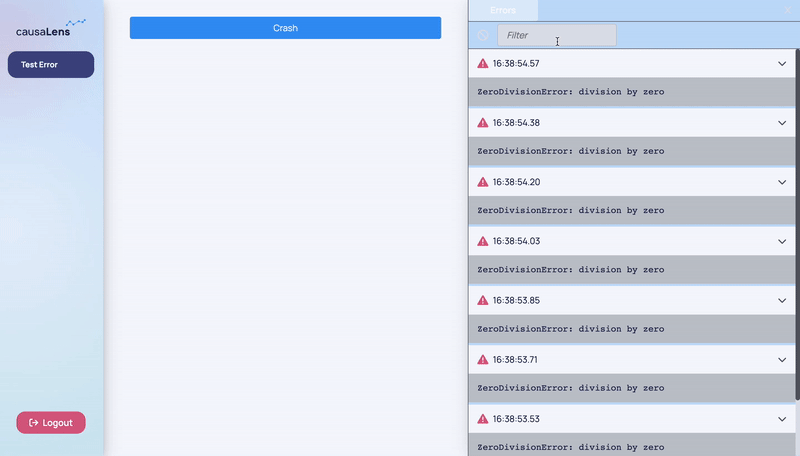 causaLens
Test Error
Logout
Crash
Errors
Filter
16:38:54.57
ZeroDivisionError: division by zero
16:38:54.38
ZeroDivisionError: division by zero
16:38:54.20
ZeroDivisionError: division by zero
16:38:54.03
ZeroDivisionError: division by zero
16:38:53.85
ZeroDivisionError: division by zero
16:38:53.71
ZeroDivisionError: division by zero
16:38:53.53
ZeroDivisionError: division by zero